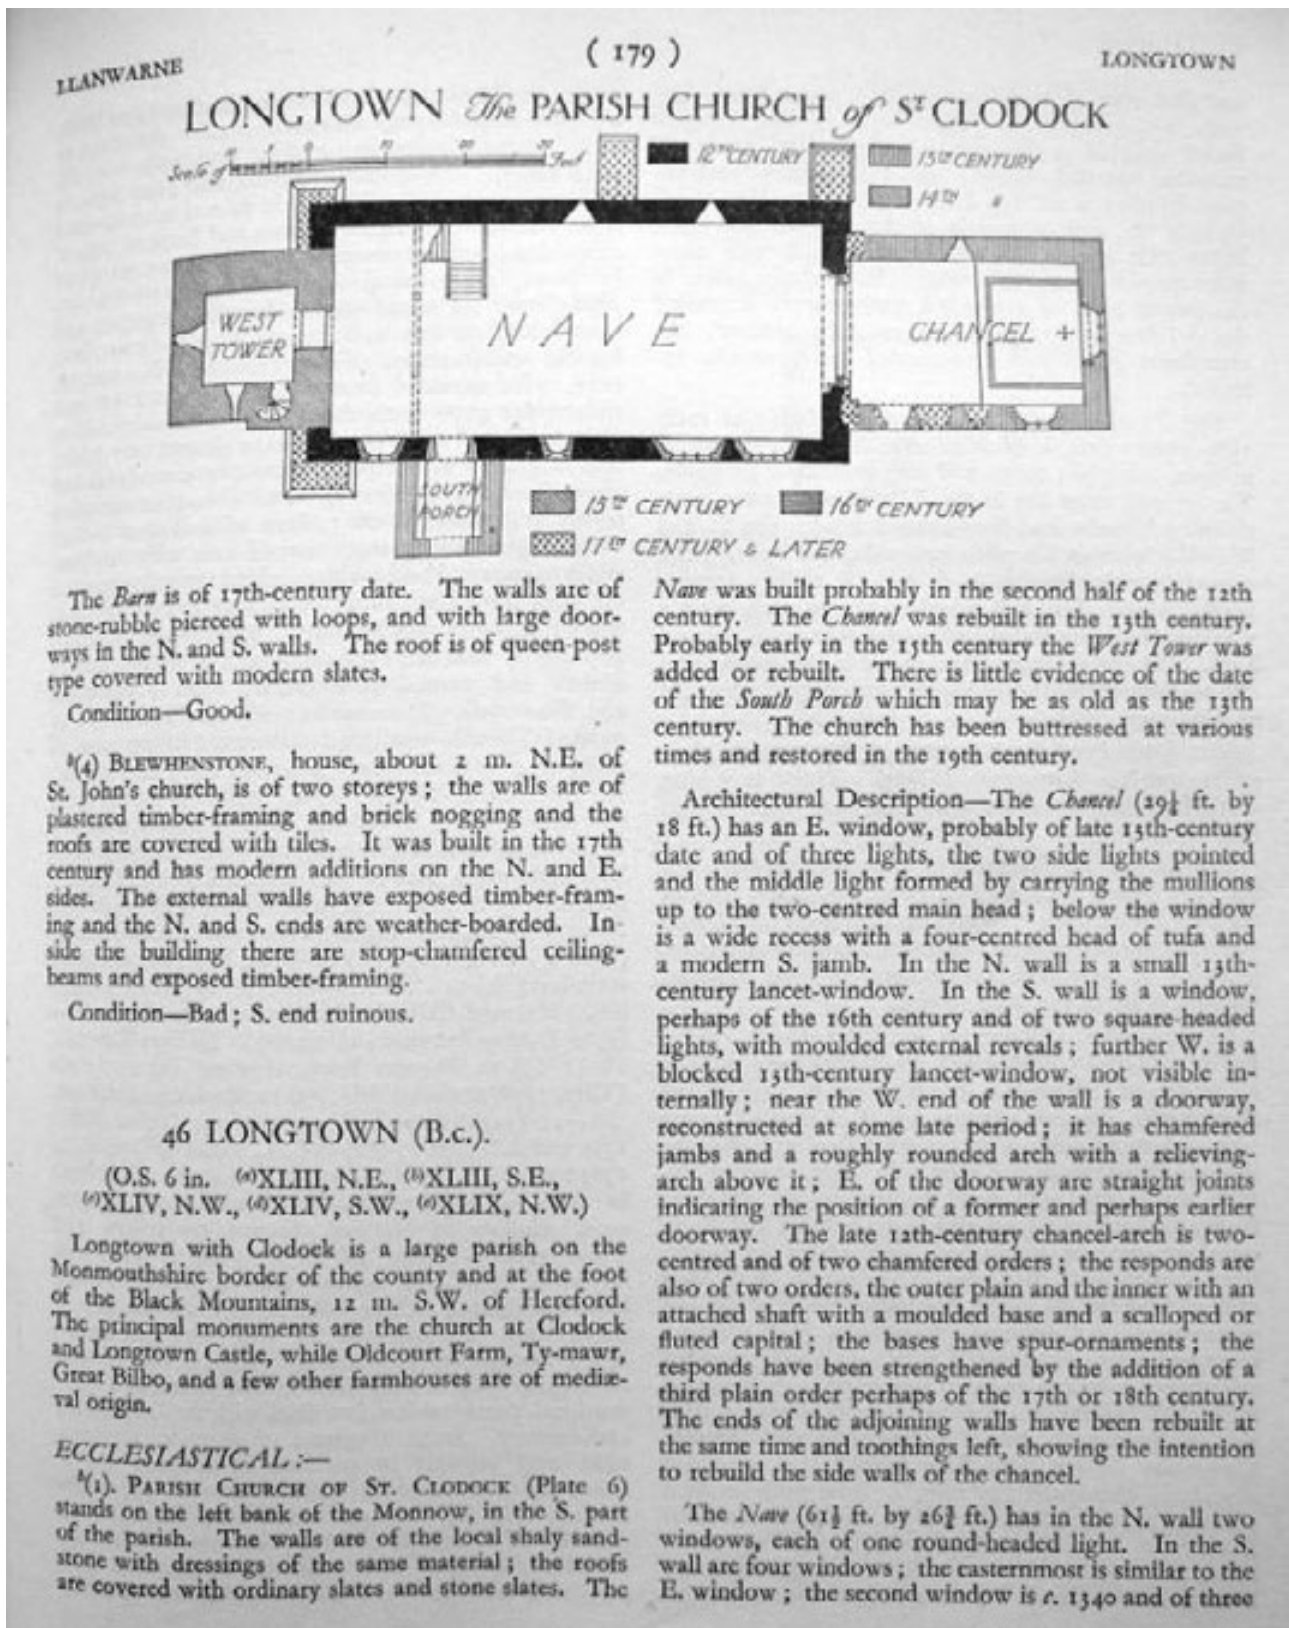 ( 179 )
LLANWARNE
LONGTOWN
LONGTOWN The PARISH CHURCH of ST CLODOCK
Scale of 10 5 0 10 20 30 Feet
12TH CENTURY
13TH CENTURY
14TH "
WEST
TOWER
NAVE
CHANCEL
SOUTH
PORCH
15TH CENTURY
16TH CENTURY
17TH CENTURY & LATER
The Barn is of 17th-century date. The walls are of
stone-rubble pierced with loops, and with large door-
ways in the N. and S. walls. The roof is of queen-post
type covered with modern slates.
Condition—Good.
b(4) BLEWHENSTONE, house, about 2 m. N.E. of
St. John's church, is of two storeys; the walls are of
plastered timber-framing and brick nogging and the
roofs are covered with tiles. It was built in the 17th
century and has modern additions on the N. and E.
sides. The external walls have exposed timber-fram-
ing and the N. and S. ends are weather-boarded. In-
side the building there are stop-chamfered ceiling-
beams and exposed timber-framing.
Condition—Bad; S. end ruinous.
46 LONGTOWN (B.c.).
(O.S. 6 in. (a)XLIII, N.E., (b)XLIII, S.E.,
(c)XLIV, N.W., (d)XLIV, S.W., (e)XLIX, N.W.)
Longtown with Clodock is a large parish on the
Monmouthshire border of the county and at the foot
of the Black Mountains, 12 m. S.W. of Hereford.
The principal monuments are the church at Clodock
and Longtown Castle, while Oldcourt Farm, Ty-mawr,
Great Bilbo, and a few other farmhouses are of mediæ-
val origin.
ECCLESIASTICAL:—
b(1). PARISH CHURCH OF ST. CLODOCK (Plate 6)
stands on the left bank of the Monnow, in the S. part
of the parish. The walls are of the local shaly sand-
stone with dressings of the same material; the roofs
are covered with ordinary slates and stone slates. The
Nave was built probably in the second half of the 12th
century. The Chancel was rebuilt in the 13th century.
Probably early in the 15th century the West Tower was
added or rebuilt. There is little evidence of the date
of the South Porch which may be as old as the 13th
century. The church has been buttressed at various
times and restored in the 19th century.
Architectural Description—The Chancel (29½ ft. by
18 ft.) has an E. window, probably of late 13th-century
date and of three lights, the two side lights pointed
and the middle light formed by carrying the mullions
up to the two-centred main head; below the window
is a wide recess with a four-centred head of tufa and
a modern S. jamb. In the N. wall is a small 13th-
century lancet-window. In the S. wall is a window,
perhaps of the 16th century and of two square-headed
lights, with moulded external reveals; further W. is a
blocked 13th-century lancet-window, not visible in-
ternally; near the W. end of the wall is a doorway,
reconstructed at some late period; it has chamfered
jambs and a roughly rounded arch with a relieving-
arch above it; E. of the doorway are straight joints
indicating the position of a former and perhaps earlier
doorway. The late 12th-century chancel-arch is two-
centred and of two chamfered orders; the responds are
also of two orders, the outer plain and the inner with an
attached shaft with a moulded base and a scalloped or
fluted capital; the bases have spur-ornaments; the
responds have been strengthened by the addition of a
third plain order perhaps of the 17th or 18th century.
The ends of the adjoining walls have been rebuilt at
the same time and toothings left, showing the intention
to rebuild the side walls of the chancel.
The Nave (61½ ft. by 26¾ ft.) has in the N. wall two
windows, each of one round-headed light. In the S.
wall are four windows; the easternmost is similar to the
E. window; the second window is c. 1340 and of three